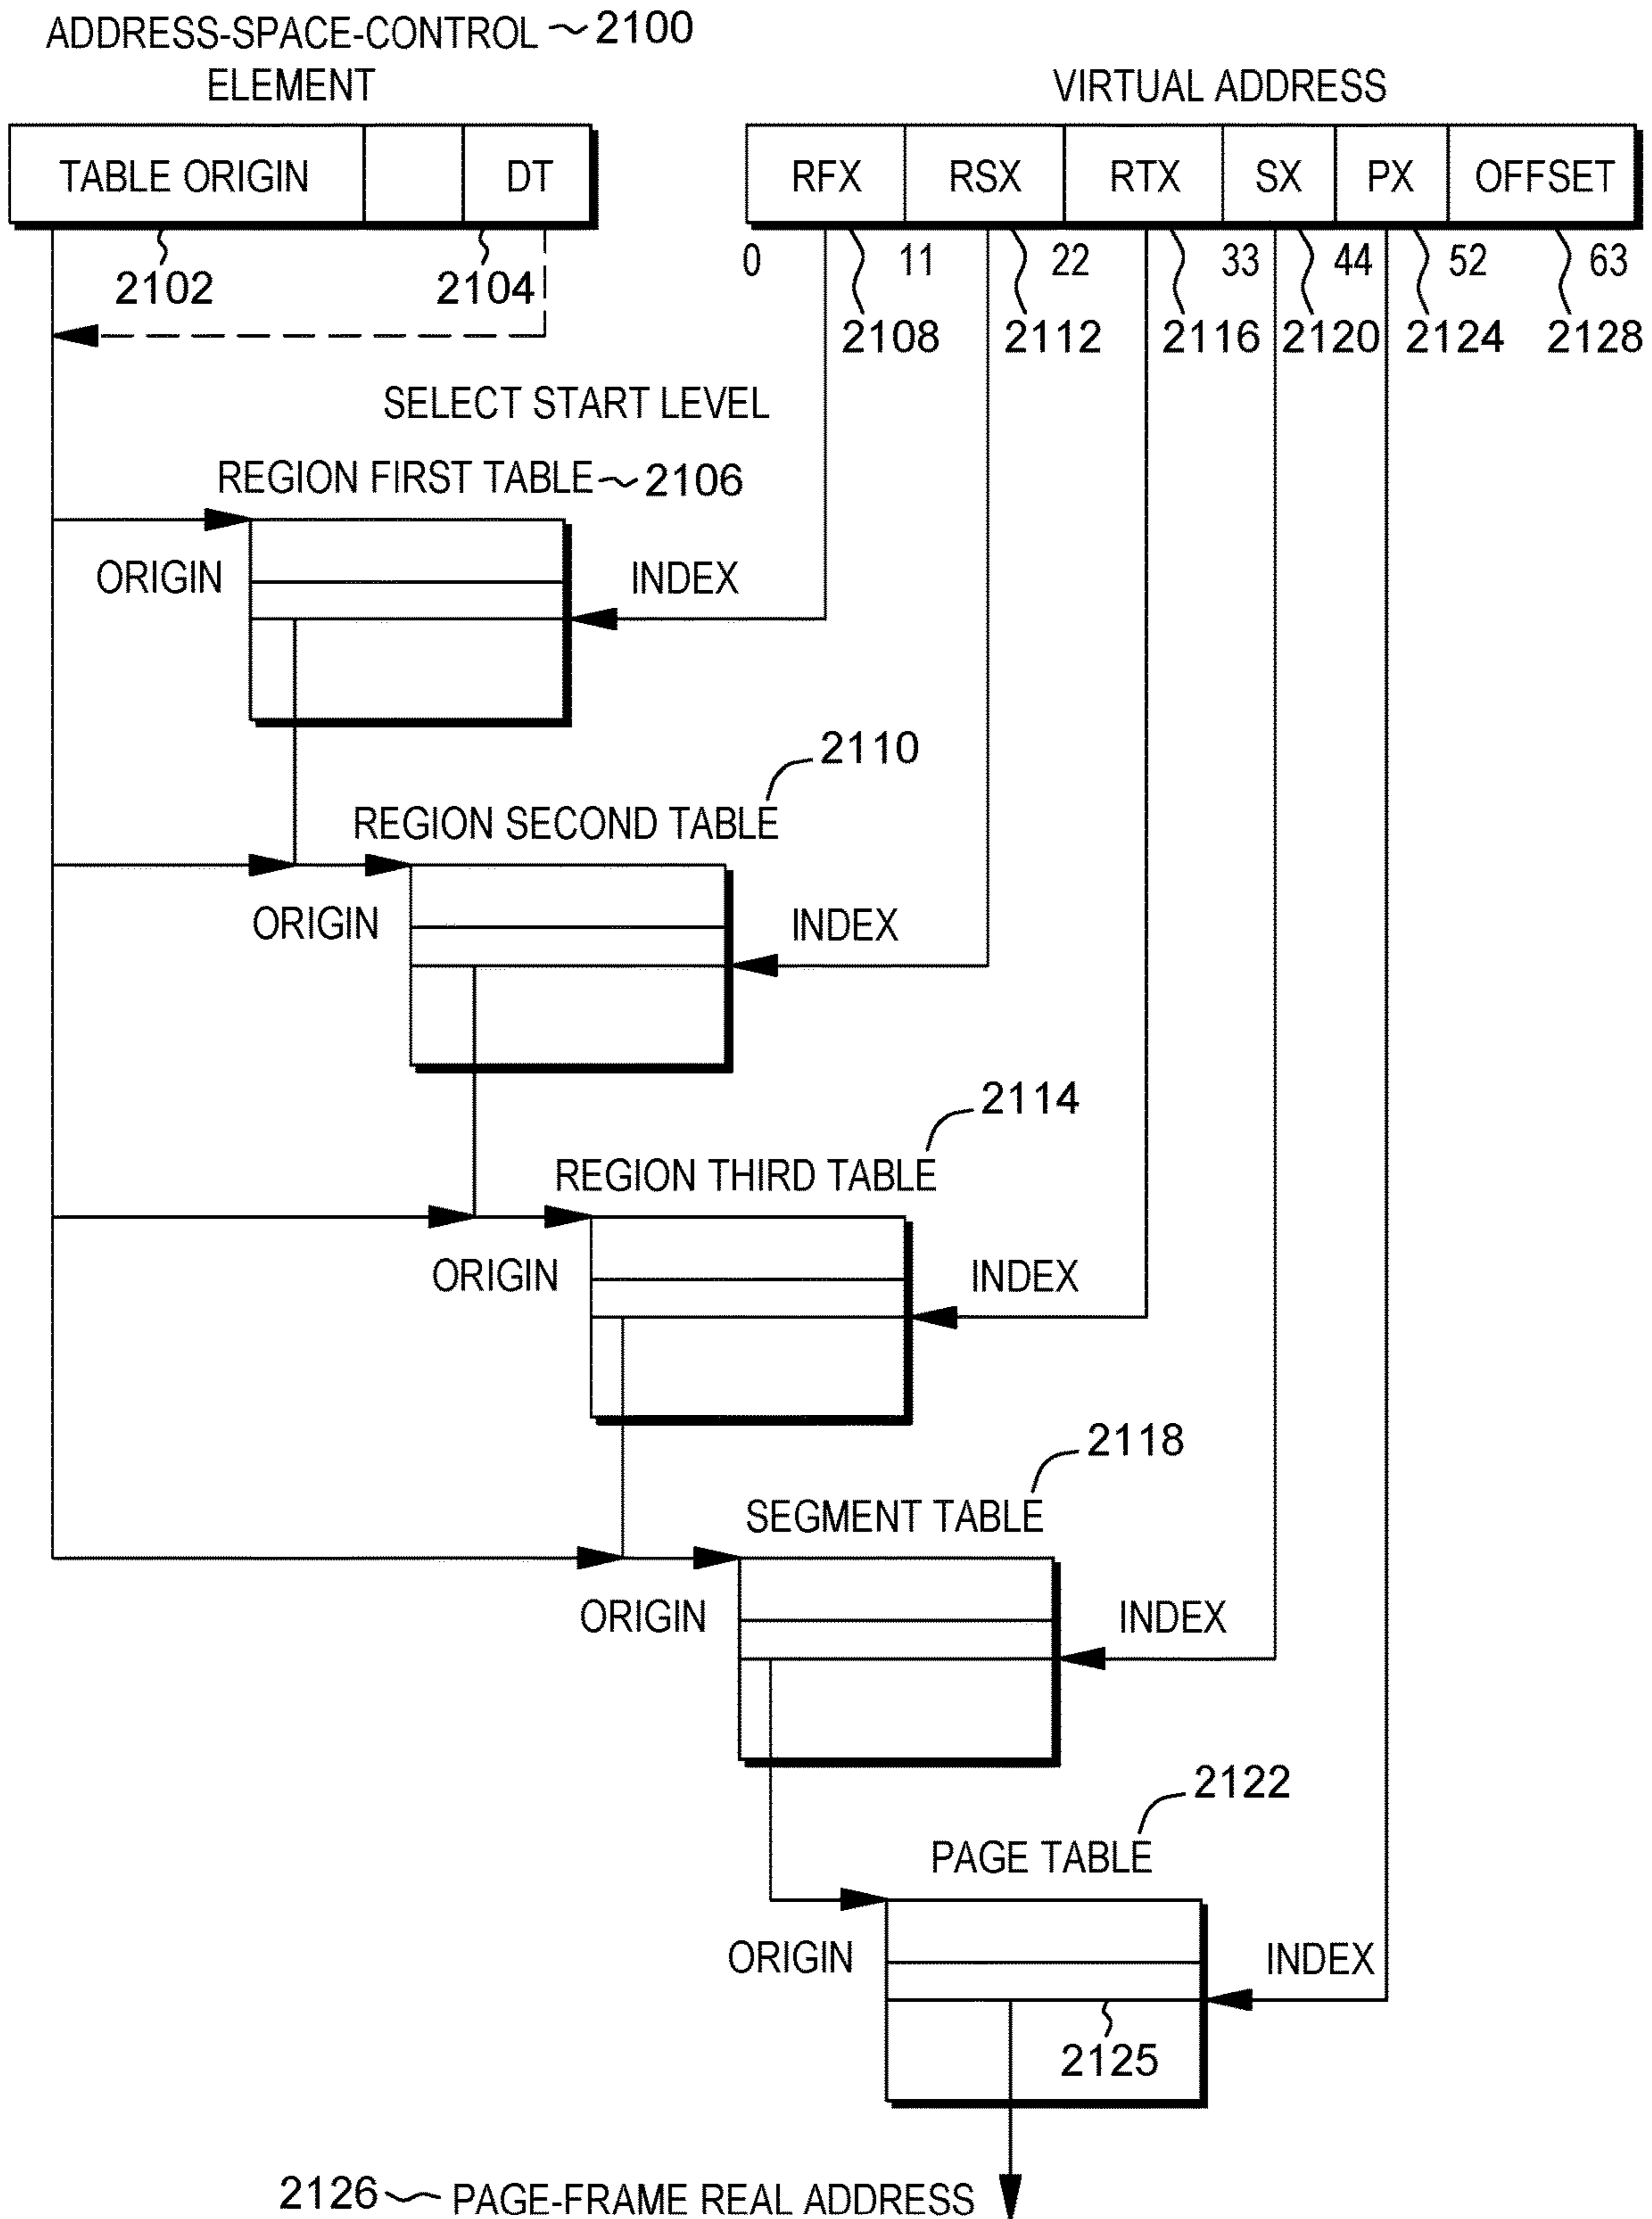 ADDRESS-SPACE-CONTROL 2100
ELEMENT
VIRTUAL ADDRESS
TABLE ORIGIN DT
RFX RSX RTX SX PX OFFSET
0 11 22 33 44 52 63
2102 2104
2108 2112 2116 2120 2124 2128
SELECT START LEVEL
REGION FIRST TABLE 2106
ORIGIN INDEX
2110
REGION SECOND TABLE
ORIGIN INDEX
2114
REGION THIRD TABLE
ORIGIN INDEX
2118
SEGMENT TABLE
ORIGIN INDEX
2122
PAGE TABLE
ORIGIN INDEX
2125
2126 PAGE-FRAME REAL ADDRESS